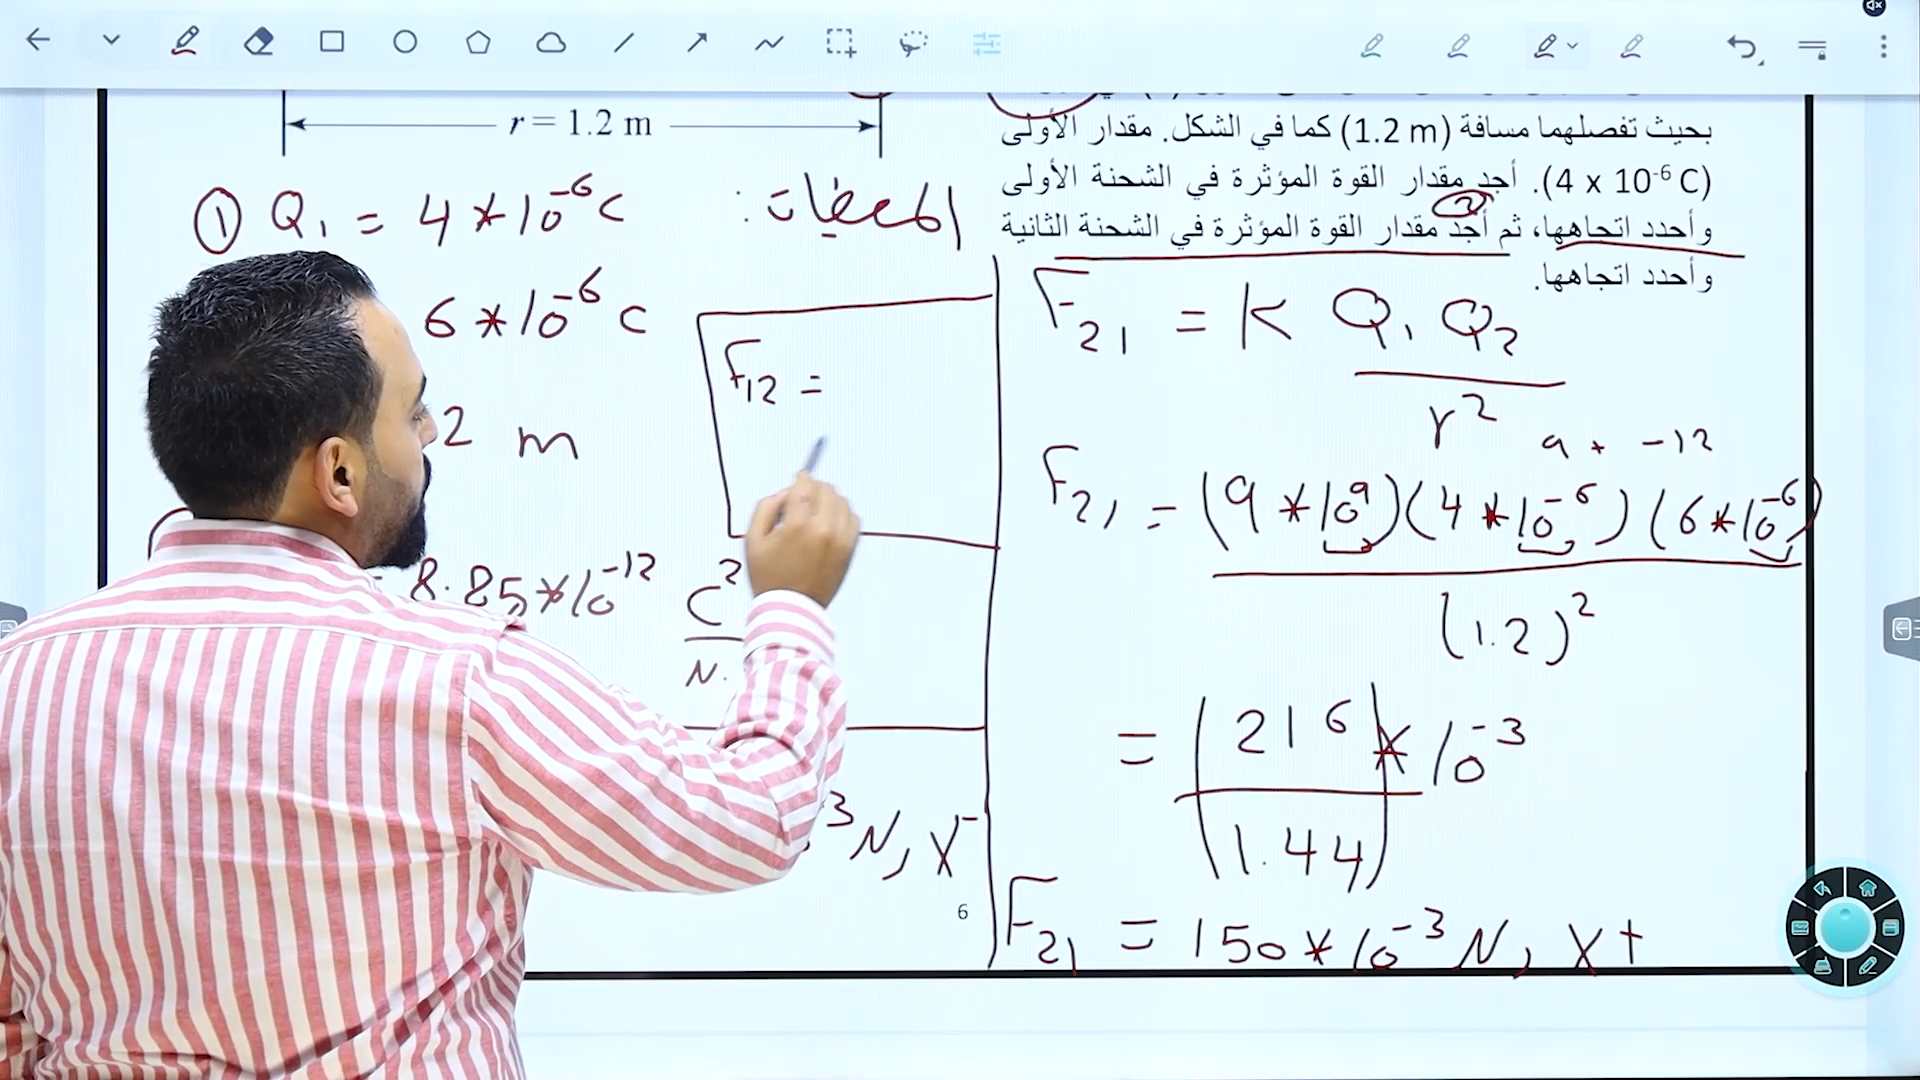 بحيث تفصلهما مسافة (1.2 m) كما في الشكل. مقدار الأولى
(4 x 10⁻⁶ C). أجد مقدار القوة المؤثرة في الشحنة الأولى
وأحدد اتجاهها، ثم أجد مقدار القوة المؤثرة في الشحنة الثانية
وأحدد اتجاهها.
2
r = 1.2 m
المعطيات :
① Q₁ = 4 * 10⁻⁶ C
6 * 10⁻⁶ C
2 m
8.85 * 10⁻¹² C²
N.
⁻³ N, X⁻
F₁₂ =
F₂₁ = K Q₁ Q₂
r²
9 + -12
F₂₁ = (9 * 10⁹)(4 * 10⁻⁶)(6 * 10⁻⁶)
(1.2)²
= (216 * 10⁻³
1.44)
F₂₁ = 150 * 10⁻³ N, X+
6